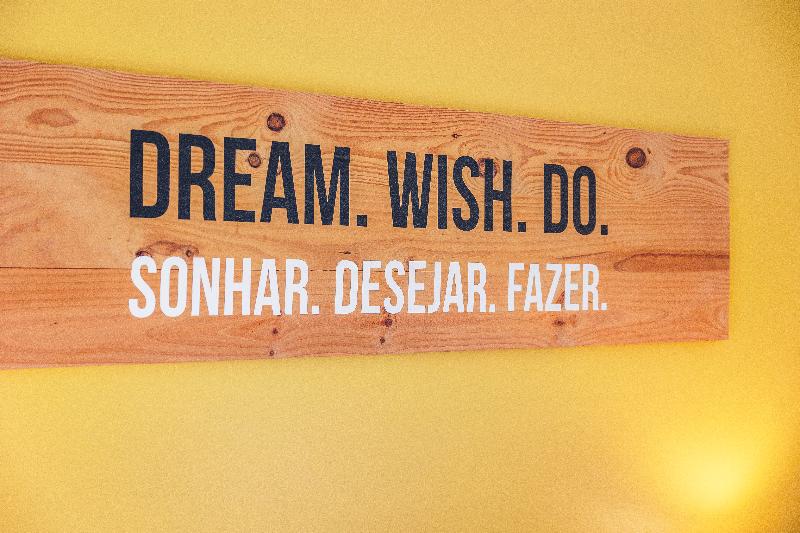 DREAM. WISH. DO.
SONHAR. DESEJAR. FAZER.